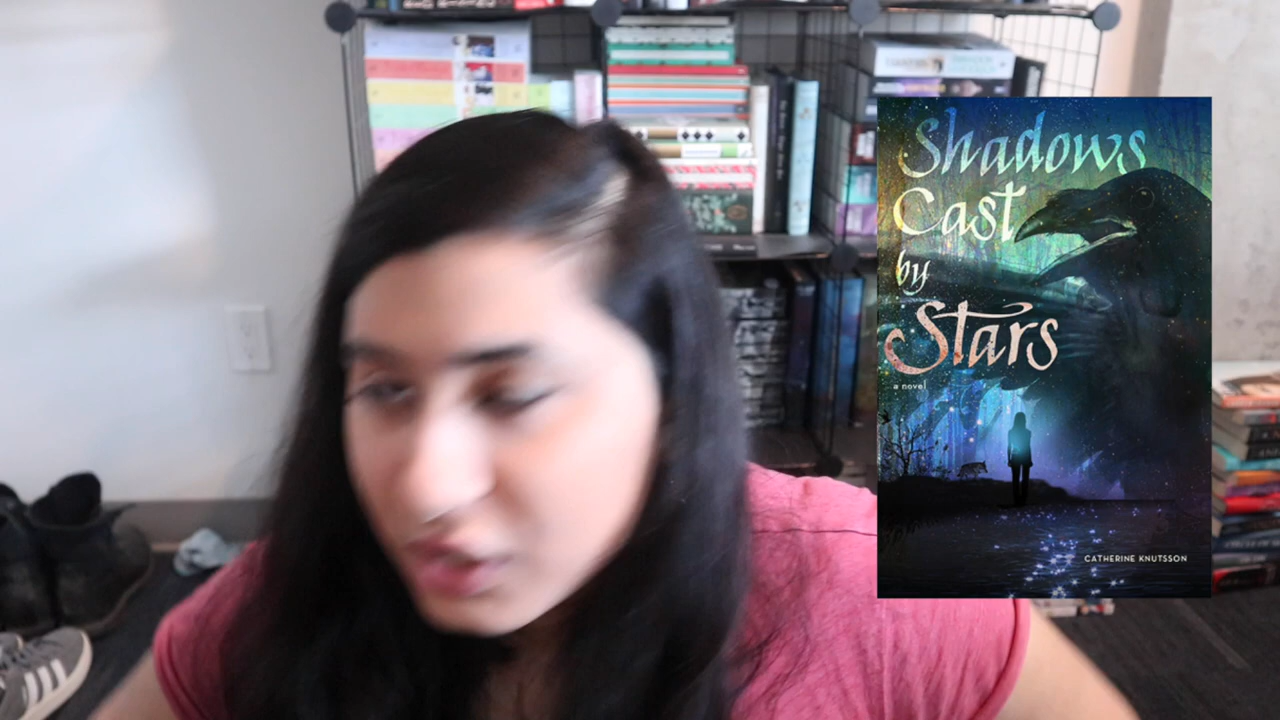 Shadows
Cast
by
Stars
a novel
CATHERINE KNUTSSON